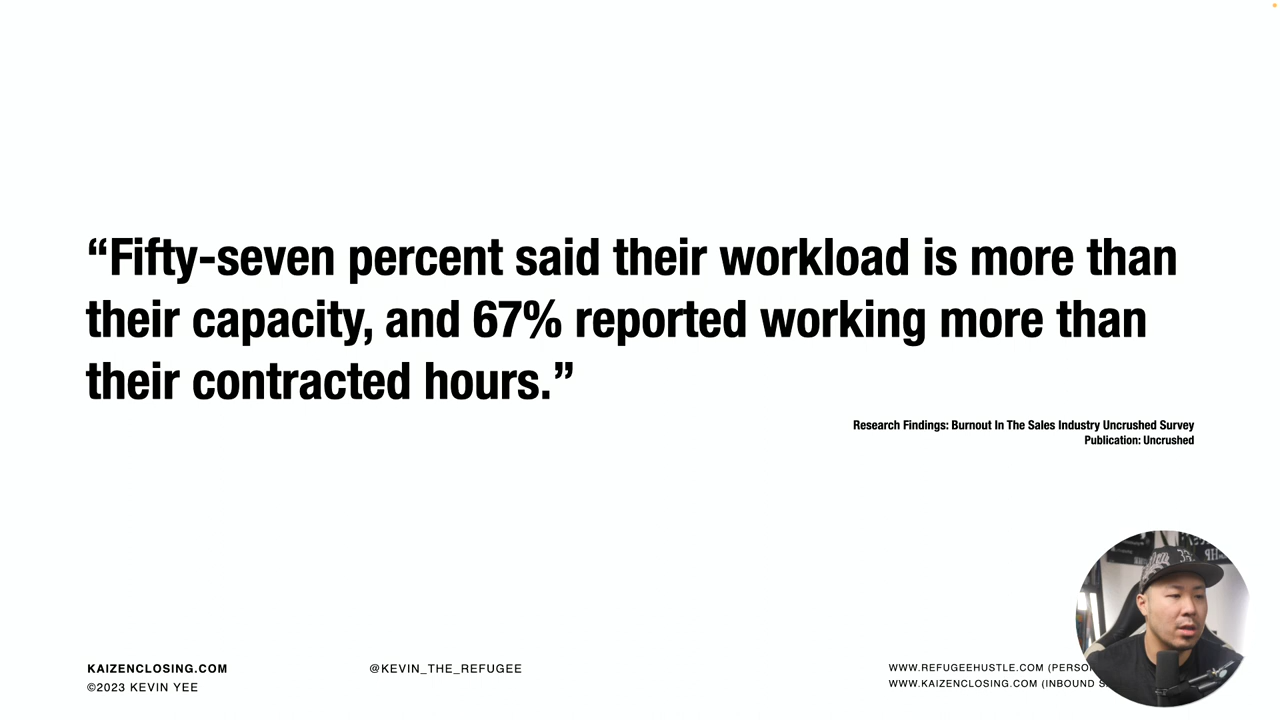 “Fifty-seven percent said their workload is more than
their capacity, and 67% reported working more than
their contracted hours.”
Research Findings: Burnout In The Sales Industry Uncrushed Survey
Publication: Uncrushed
KAIZENCLOSING.COM
©2023 KEVIN YEE
@KEVIN_THE_REFUGEE
WWW.REFUGEEHUSTLE.COM
WWW.KAIZENCLOSING.COM (INBOUND